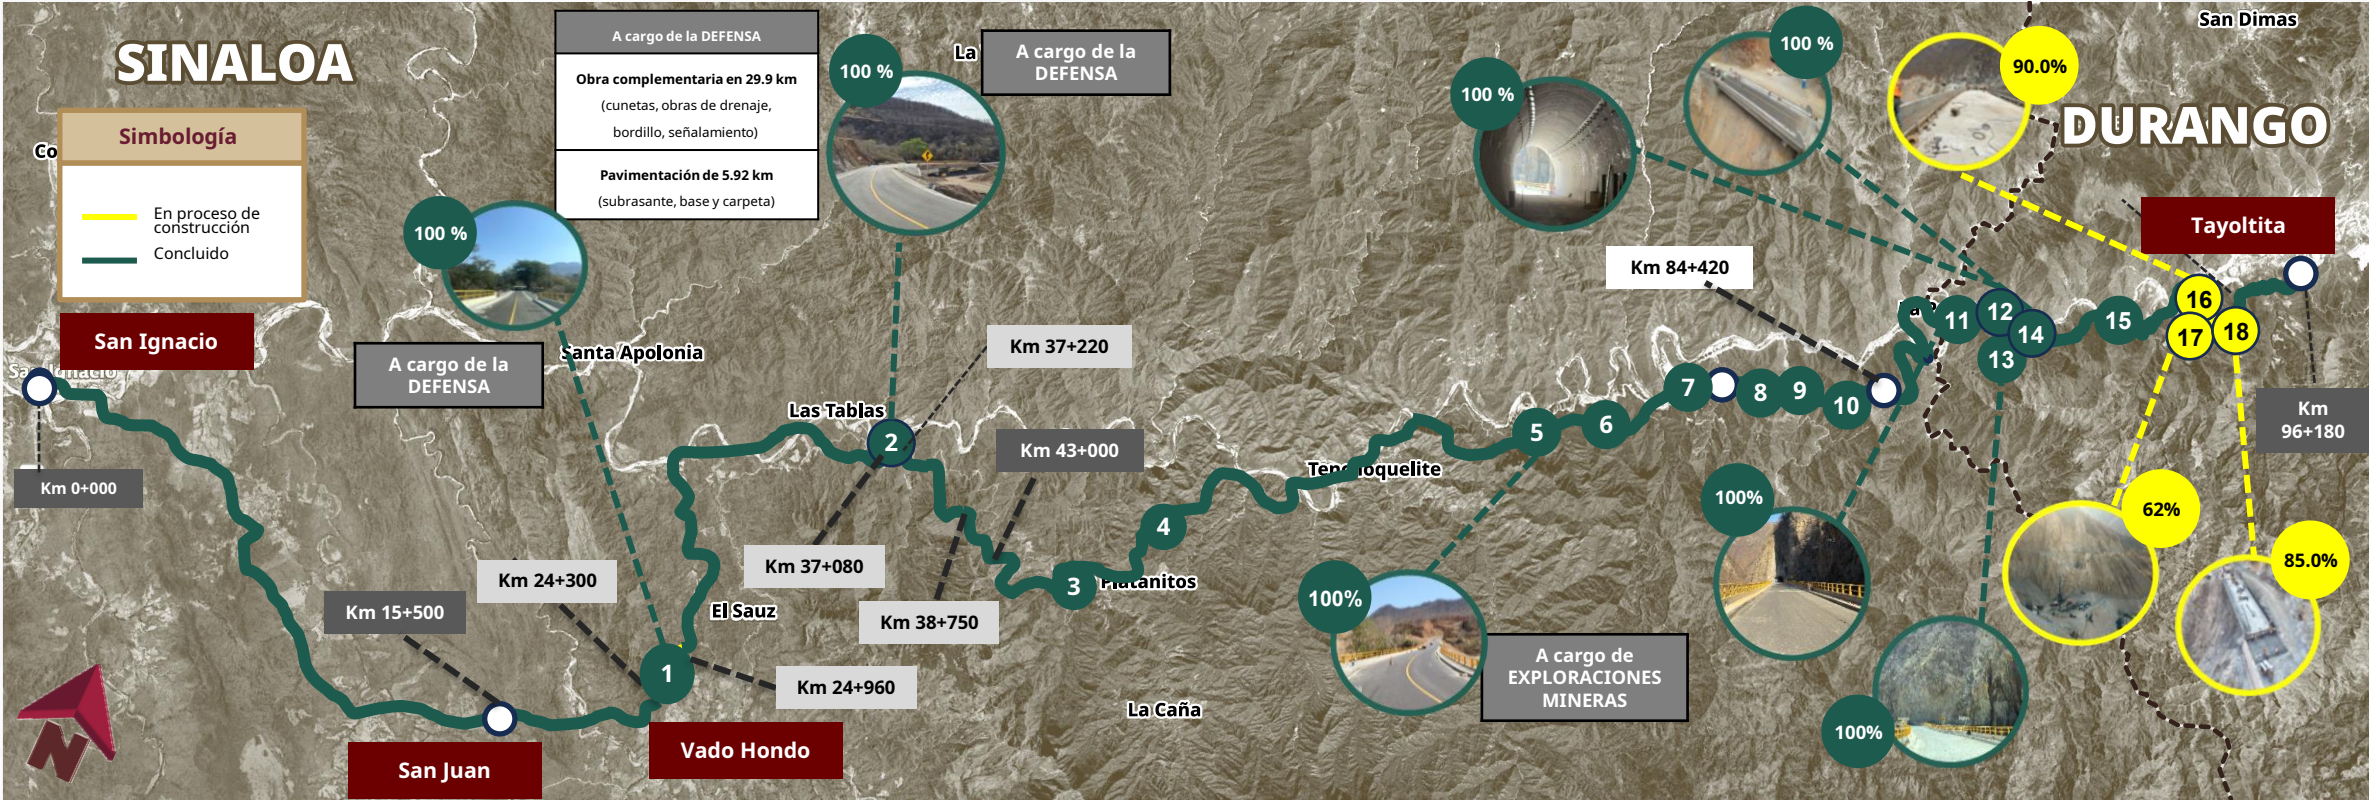 SINALOA
Simbología
En proceso de
construcción
Concluido
Co
San Ignacio
San Ignacio
Km 0+000
A cargo de la DEFENSA
Obra complementaria en 29.9 km
(cunetas, obras de drenaje,
bordillo, señalamiento)
Pavimentación de 5.92 km
(subrasante, base y carpeta)
100 %
A cargo de la
DEFENSA
100 %
La
A cargo de la
DEFENSA
Santa Apolonia
Las Tablas
Km 37+220
2
Km 43+000
Km 37+080
Km 38+750
Km 24+300
Km 15+500
El Sauz
1
Km 24+960
San Juan
Vado Hondo
N
3
Platanitos
4
La Caña
Tenchoquelite
5
6
7
8
9
10
100%
A cargo de
EXPLORACIONES
MINERAS
100 %
100 %
90.0%
San Dimas
DURANGO
Tayoltita
Km 84+420
11
12
13
14
15
16
17
18
Km
96+180
100%
100%
62%
85.0%